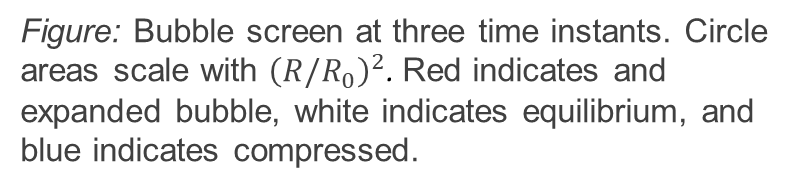 Figure: Bubble screen at three time instants. Circle
areas scale with (R/R₀)². Red indicates and
expanded bubble, white indicates equilibrium, and
blue indicates compressed.